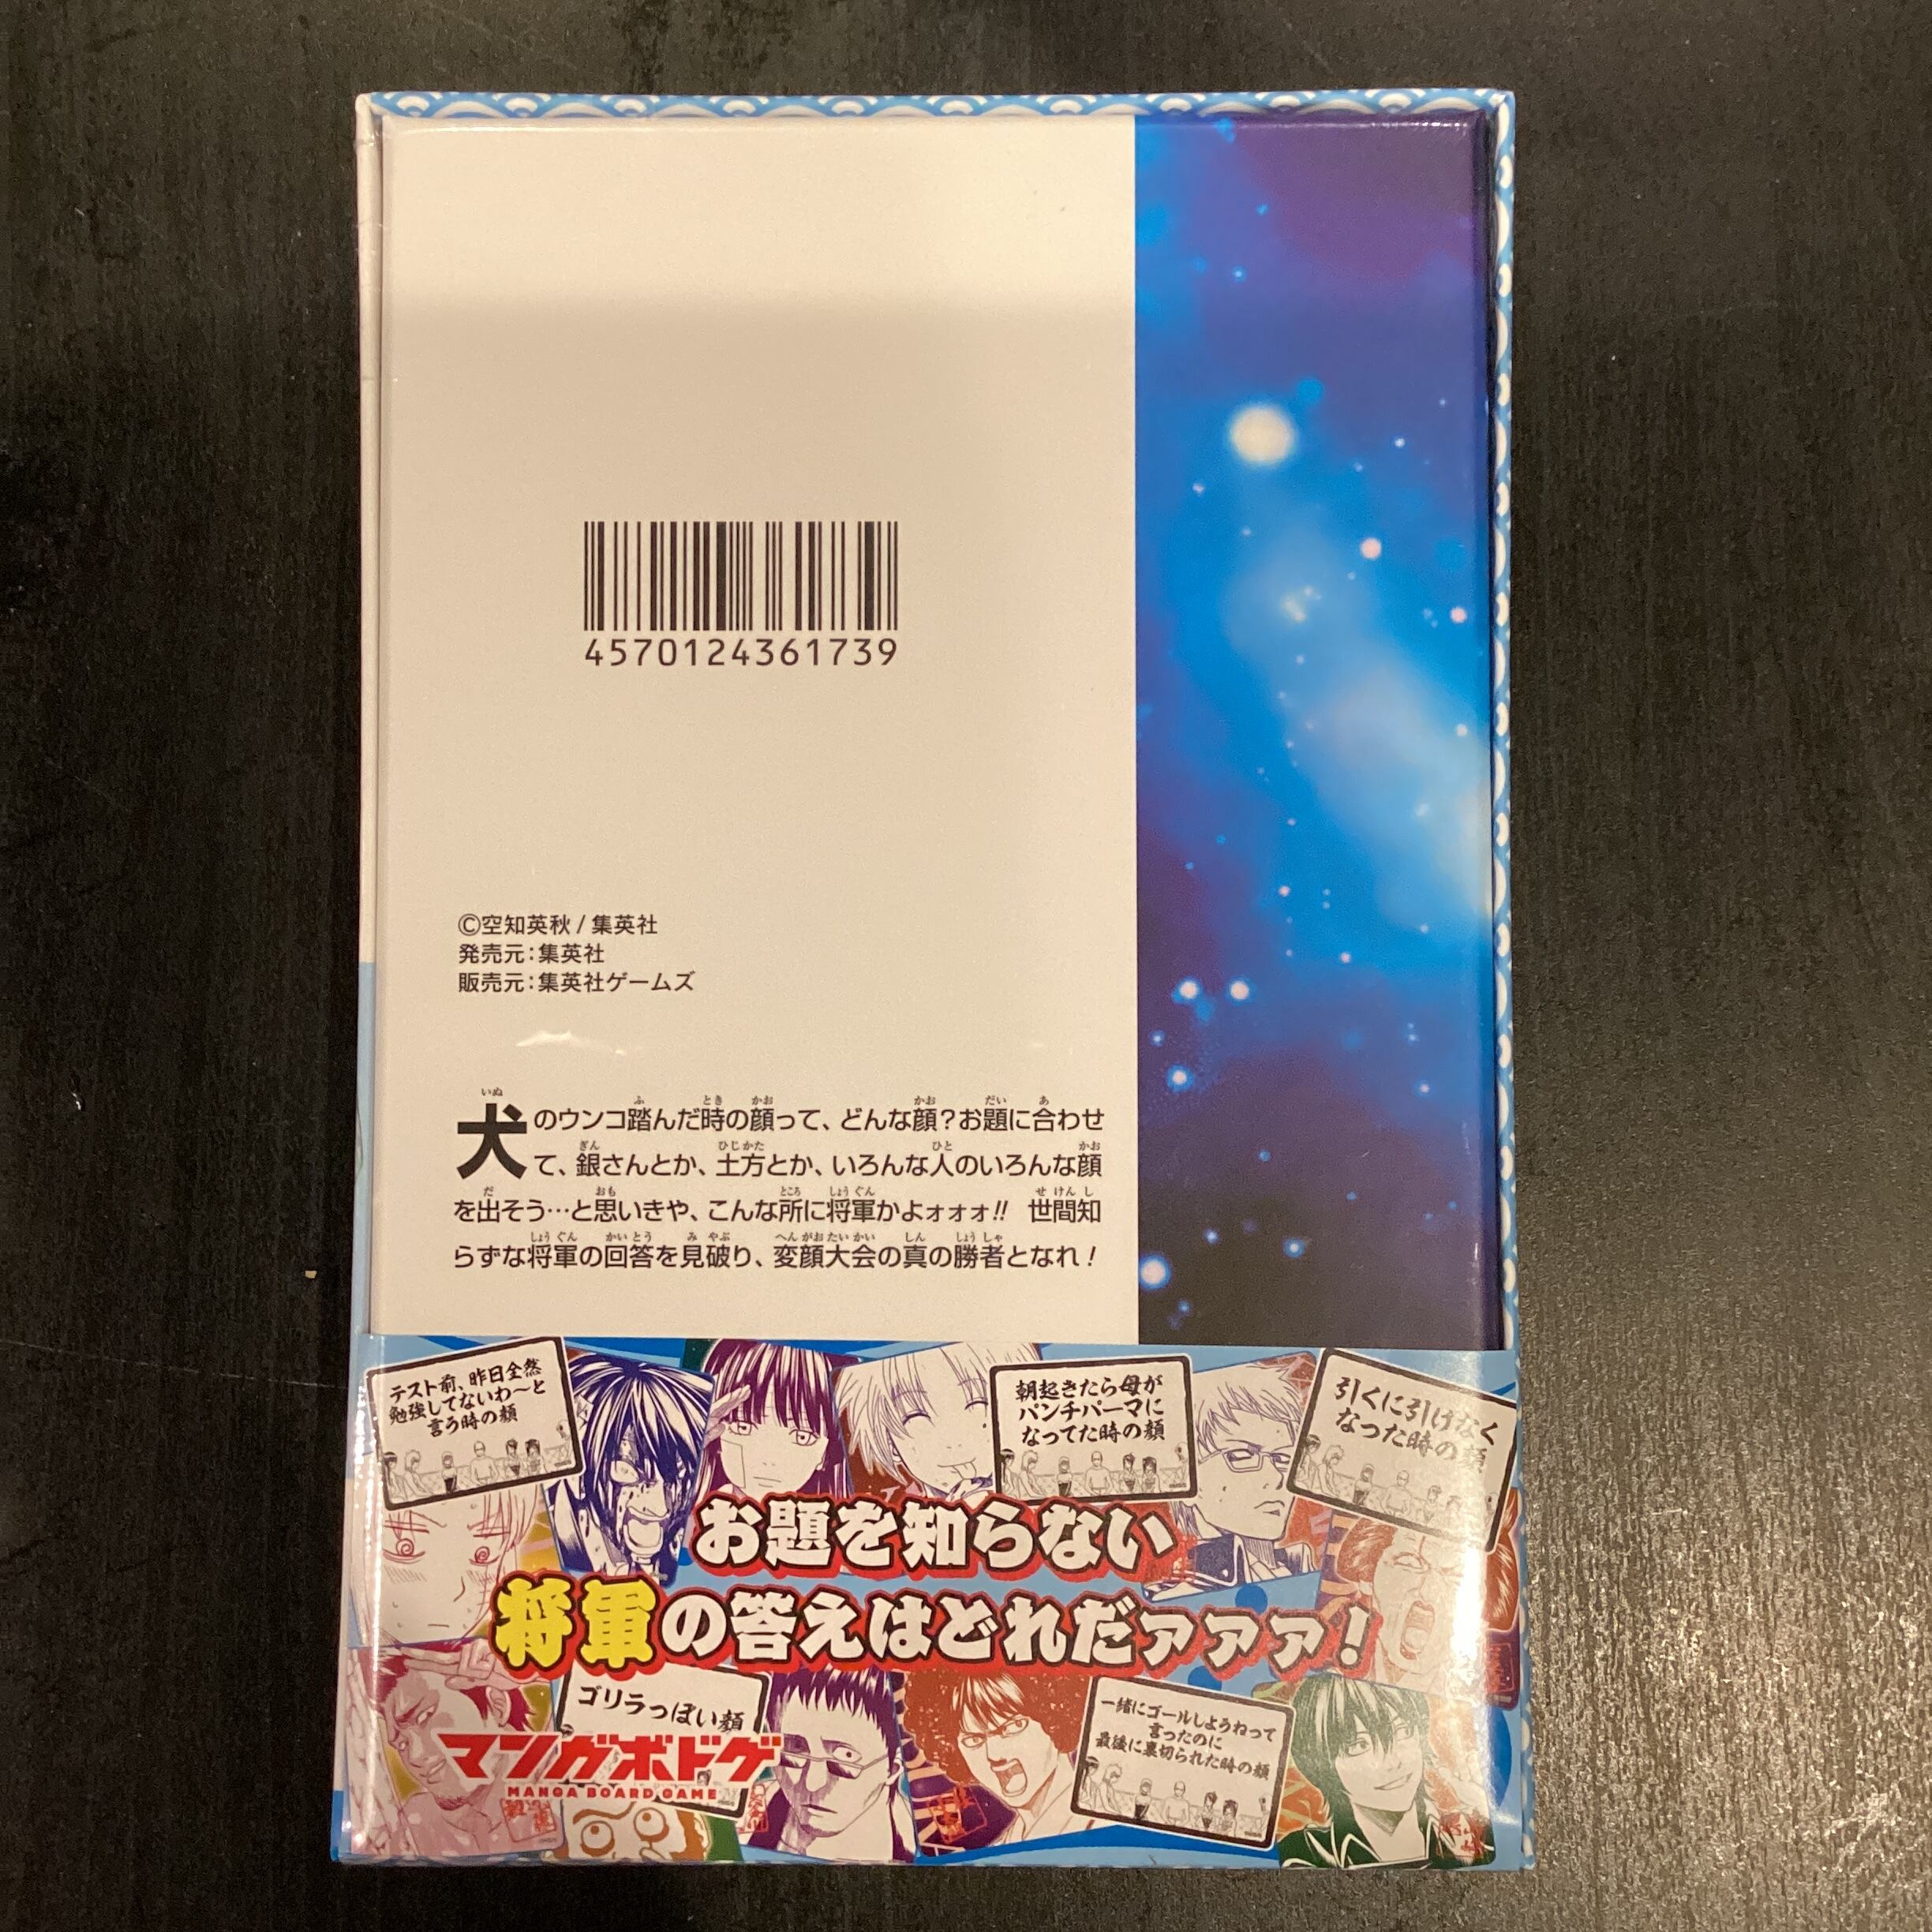 4570124361739
©空知英秋 / 集英社
発売元：集英社
販売元：集英社ゲームズ
犬のウンコ踏んだ時の顔って、どんな顔？お題に合わせ
て、銀さんとか、土方とか、いろんな人のいろんな顔
を出そう…と思いきや、こんな所に将軍かよォォォ!! 世間知
らずな将軍の回答を見破り、変顔大会の真の勝者となれ！
テスト前、昨日全然
勉強してないわ〜と
言う時の顔
朝起きたら母が
パンチパーマに
なってた時の顔
引くに引けなく
なった時の顔
お題を知らない
将軍の答えはどれだァァァ！
ゴリラっぽい顔
マンガボドゲ
MANGA BOARD GAME
一緒にゴールしようねって
言ったのに
最後に裏切られた時の顔